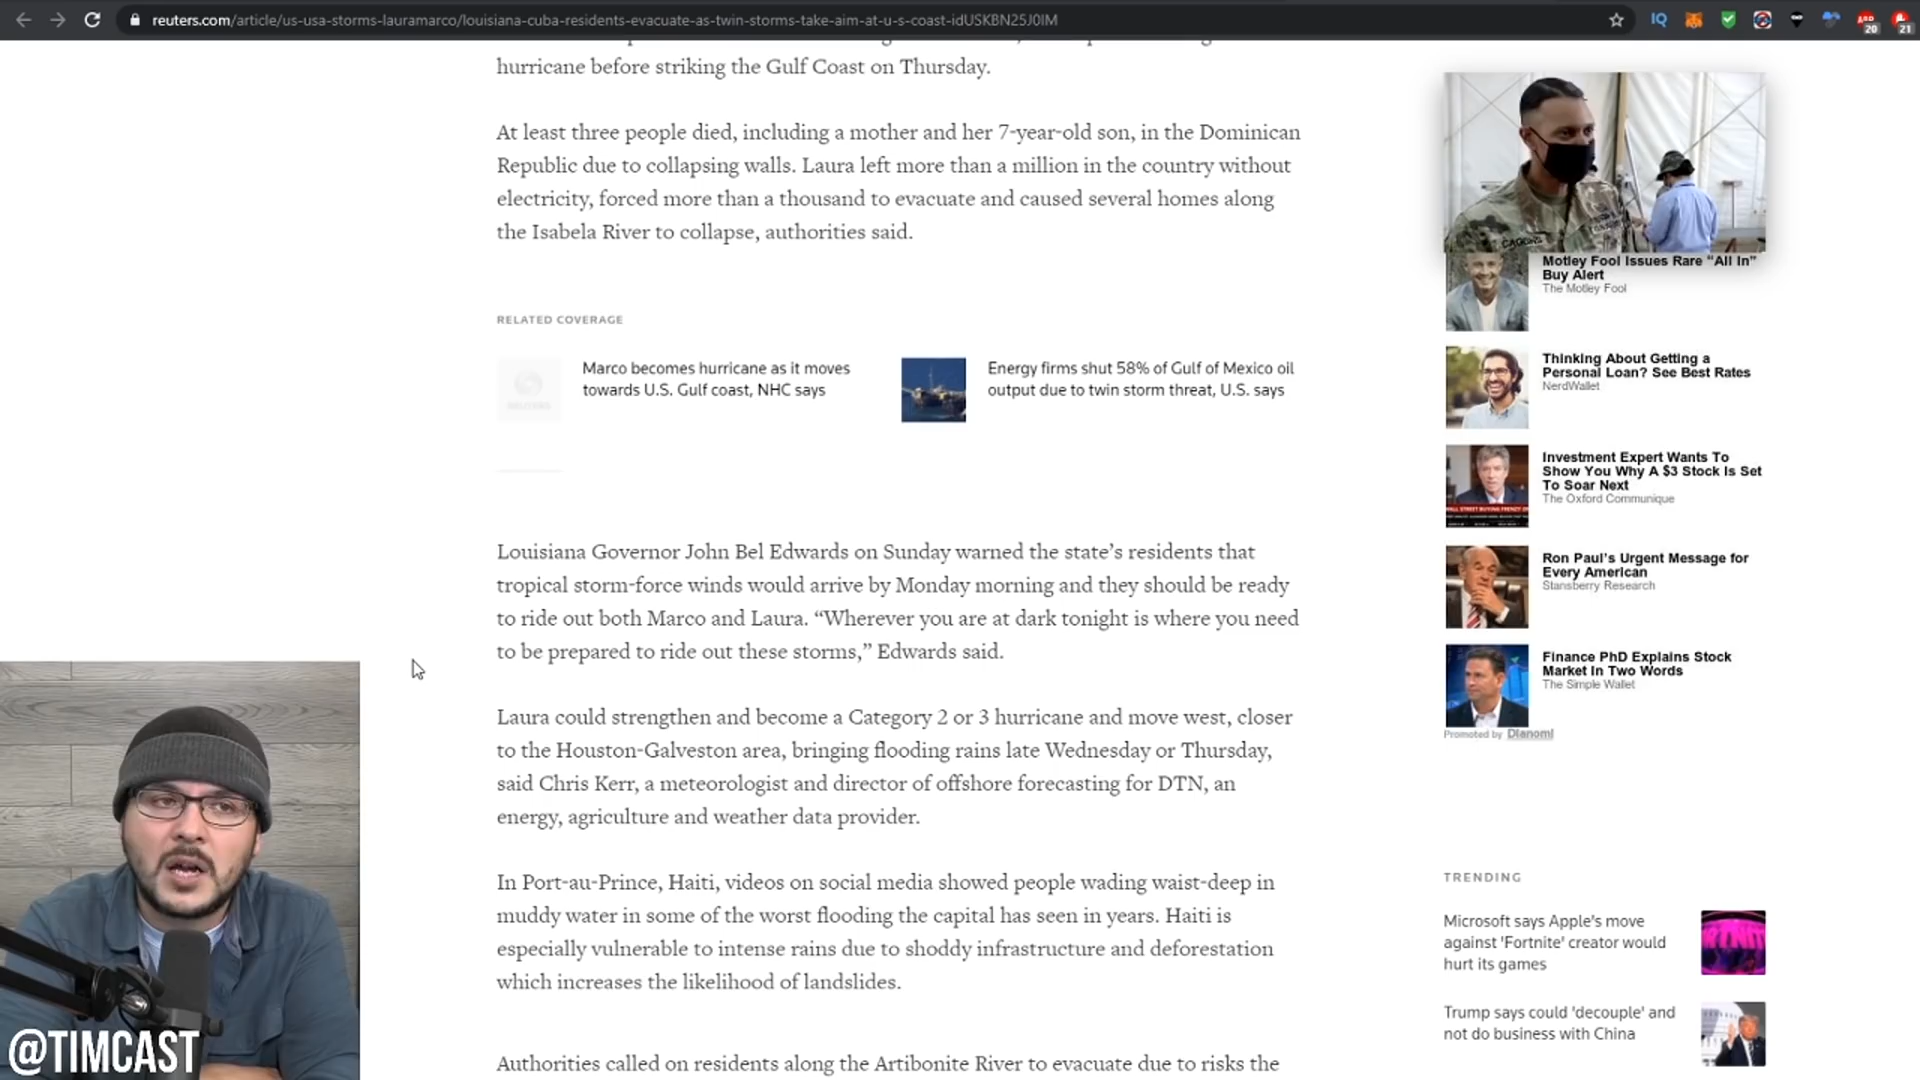 reuters.com/article/us-usa-storms-lauramarco/louisiana-cuba-residents-evacuate-as-twin-storms-take-aim-at-u-s-coast-idUSKBN25J0IM
IQ
20
21
hurricane before striking the Gulf Coast on Thursday.
At least three people died, including a mother and her 7-year-old son, in the Dominican
Republic due to collapsing walls. Laura left more than a million in the country without
electricity, forced more than a thousand to evacuate and caused several homes along
the Isabela River to collapse, authorities said.
RELATED COVERAGE
REUTERS
Marco becomes hurricane as it moves
towards U.S. Gulf coast, NHC says
Energy firms shut 58% of Gulf of Mexico oil
output due to twin storm threat, U.S. says
Louisiana Governor John Bel Edwards on Sunday warned the state’s residents that
tropical storm-force winds would arrive by Monday morning and they should be ready
to ride out both Marco and Laura. “Wherever you are at dark tonight is where you need
to be prepared to ride out these storms,” Edwards said.
Laura could strengthen and become a Category 2 or 3 hurricane and move west, closer
to the Houston-Galveston area, bringing flooding rains late Wednesday or Thursday,
said Chris Kerr, a meteorologist and director of offshore forecasting for DTN, an
energy, agriculture and weather data provider.
In Port-au-Prince, Haiti, videos on social media showed people wading waist-deep in
muddy water in some of the worst flooding the capital has seen in years. Haiti is
especially vulnerable to intense rains due to shoddy infrastructure and deforestation
which increases the likelihood of landslides.
Authorities called on residents along the Artibonite River to evacuate due to risks the
CAGGINS
Motley Fool Issues Rare “All In”
Buy Alert
The Motley Fool
Thinking About Getting a
Personal Loan? See Best Rates
NerdWallet
Investment Expert Wants To
Show You Why A $3 Stock Is Set
To Soar Next
The Oxford Communique
Ron Paul’s Urgent Message for
Every American
Stansberry Research
Finance PhD Explains Stock
Market In Two Words
The Simple Wallet
Promoted by Dianomi
TRENDING
Microsoft says Apple's move
against 'Fortnite' creator would
hurt its games
Trump says could 'decouple' and
not do business with China
@TIMCAST